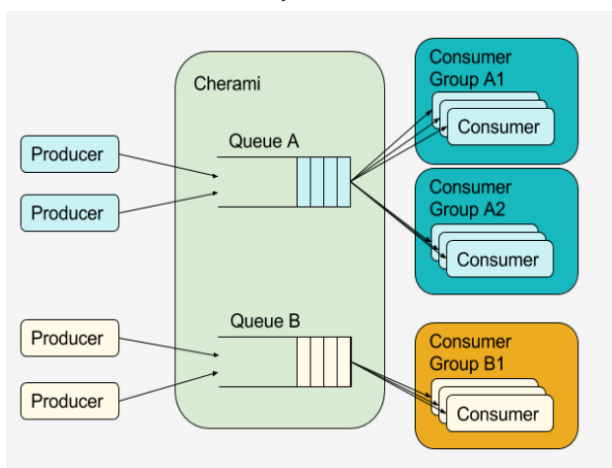 Cherami
Consumer
Group A1
Consumer
Queue A
Producer
Producer
Consumer
Group A2
Consumer
Queue B
Producer
Producer
Consumer
Group B1
Consumer